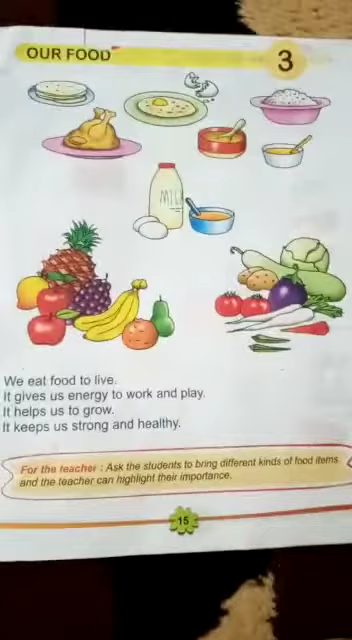 OUR FOOD
3
MILK
We eat food to live.
It gives us energy to work and play.
It helps us to grow.
It keeps us strong and healthy.
For the teacher : Ask the students to bring different kinds of food items
and the teacher can highlight their importance.
15